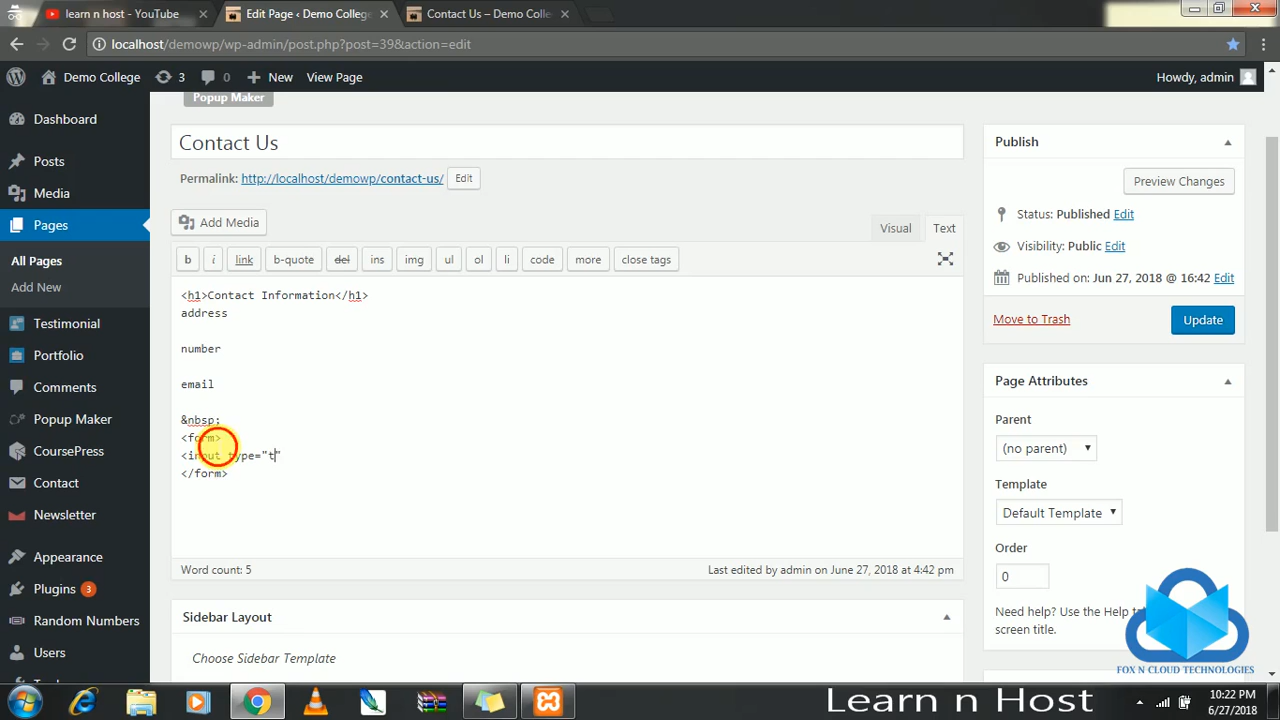 learn n host - YouTube
Edit Page ‹ Demo College
Contact Us – Demo Colle
localhost/demowp/wp-admin/post.php?post=39&action=edit
Demo College 3 0 New View Page Howdy, admin
Dashboard
Posts
Media
Pages
All Pages
Add New
Testimonial
Portfolio
Comments
Popup Maker
CoursePress
Contact
Newsletter
Appearance
Plugins 3
Random Numbers
Users
Popup Maker
Contact Us
Permalink: http://localhost/demowp/contact-us/ Edit
Add Media
Visual Text
b i link b-quote del ins img ul ol li code more close tags
<h1>Contact Information</h1>
address
number
email
&nbsp;
<form>
<input type="t"
</form>
Word count: 5 Last edited by admin on June 27, 2018 at 4:42 pm
Sidebar Layout
Choose Sidebar Template
Publish
Preview Changes
Status: Published Edit
Visibility: Public Edit
Published on: Jun 27, 2018 @ 16:42 Edit
Move to Trash Update
Page Attributes
Parent
(no parent)
Template
Default Template
Order
0
Need help? Use the Help
screen title.
FOX N CLOUD TECHNOLOGIES
Learn n Host
10:22 PM
6/27/2018